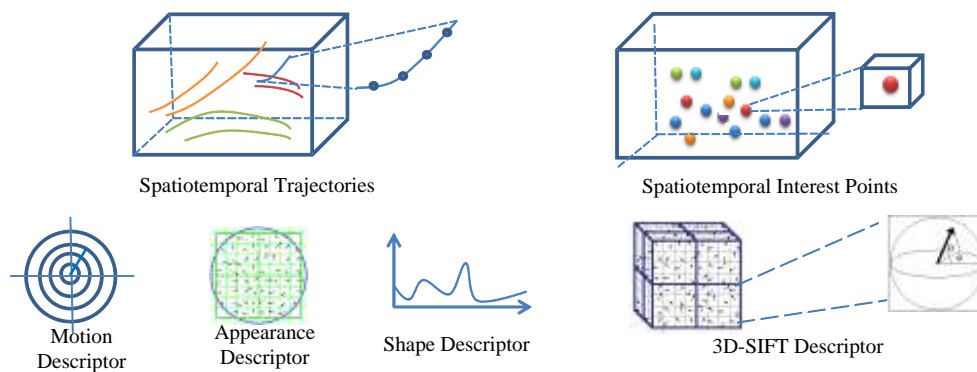 Spatiotemporal Trajectories
Spatiotemporal Interest Points
Motion
Descriptor
Appearance
Descriptor
Shape Descriptor
3D-SIFT Descriptor